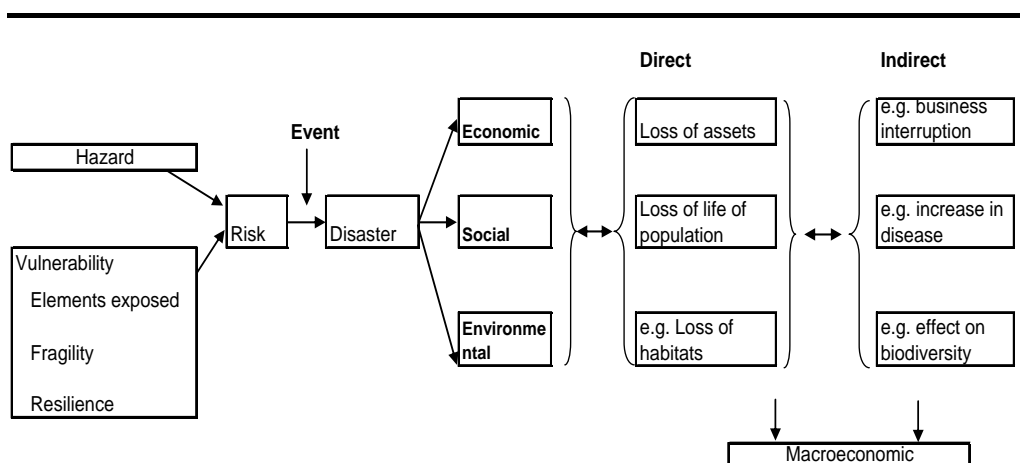 Direct
Indirect
Event
Hazard
Vulnerability
Elements exposed
Fragility
Resilience
Risk
Disaster
Economic
Social
Environme
ntal
Loss of assets
Loss of life of
population
e.g. Loss of
habitats
e.g. business
interruption
e.g. increase in
disease
e.g. effect on
biodiversity
Macroeconomic